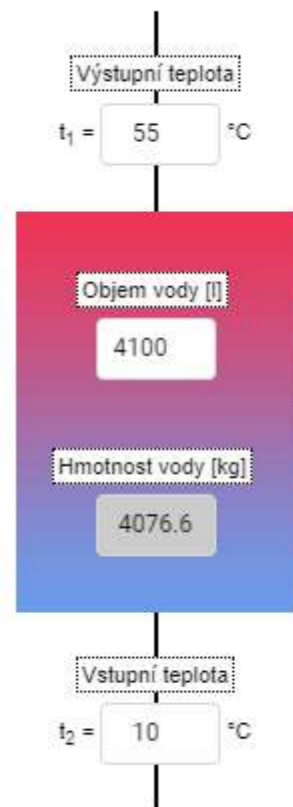 Výstupní teplota
t₁ = 55 °C
Objem vody [l]
4100
Hmotnost vody [kg]
4076.6
Vstupní teplota
t₂ = 10 °C